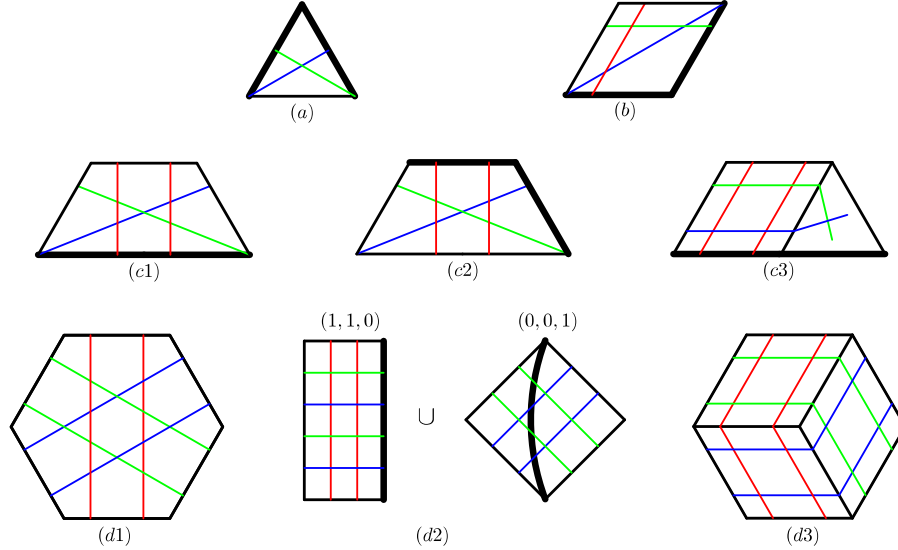 (a)
(b)
(c1)
(c2)
(c3)
(1, 1, 0)
(0, 0, 1)
∪
(d1)
(d2)
(d3)